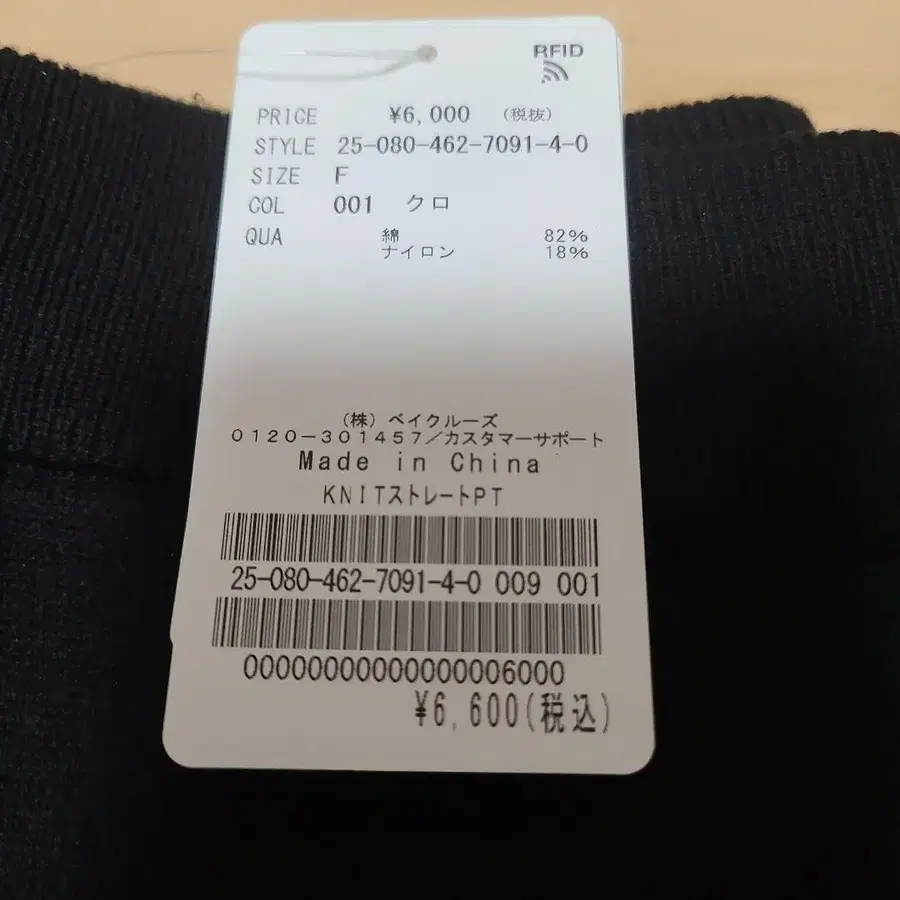 RFID
PRICE ¥6,000 (税抜)
STYLE 25-080-462-7091-4-0
SIZE F
COL 001 クロ
QUA 綿 82%
ナイロン 18%
(株)ベイクルーズ
0120-301457/カスタマーサポート
Made in China
KNITストレートPT
25-080-462-7091-4-0 009 001
00000000000000006000
¥6,600(税込)